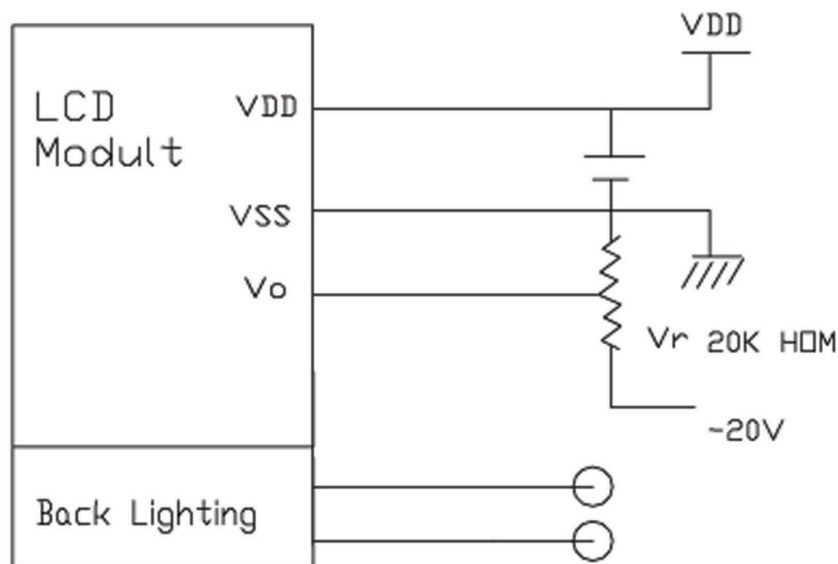 VDD
LCD
Modult
VDD
VSS
Vo
Vr 20K HOM
-20V
Back Lighting